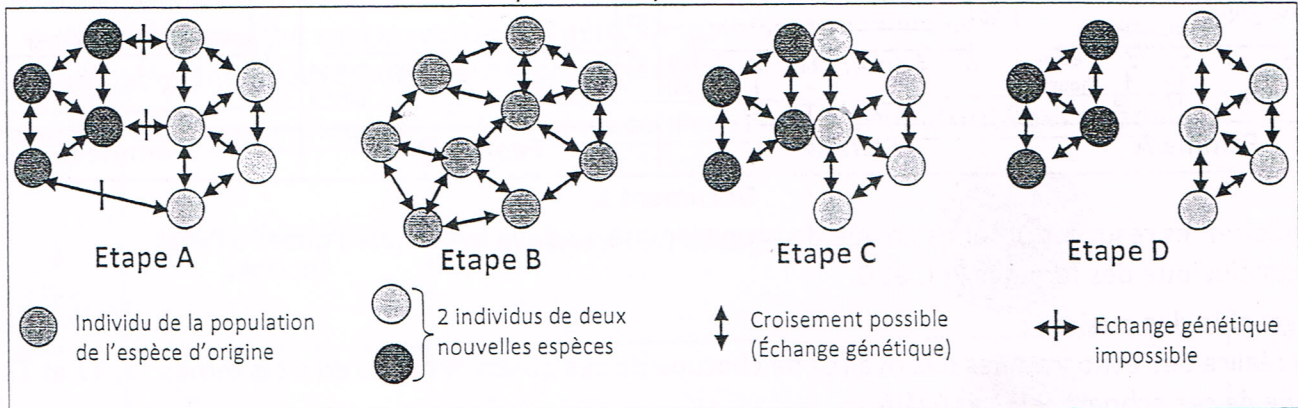 Etape A
Etape B
Etape C
Etape D
Individu de la population
de l'espèce d'origine
2 individus de deux
nouvelles espèces
Croisement possible
(Échange génétique)
Echange génétique
impossible